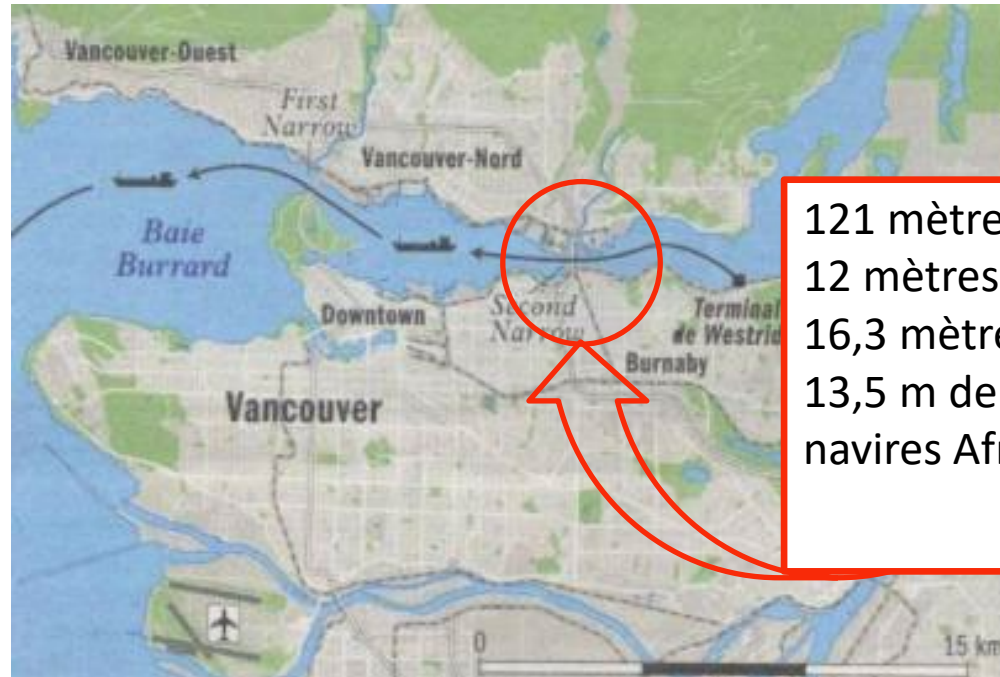 Vancouver-Ouest
First
Narrow
Vancouver-Nord
Baie
Burrard
Downtown
Second
Narrow
Terminal
de Westrid
Burnaby
Vancouver
121 mètre
12 mètres
16,3 mètre
13,5 m de
navires Afr
0
15 km